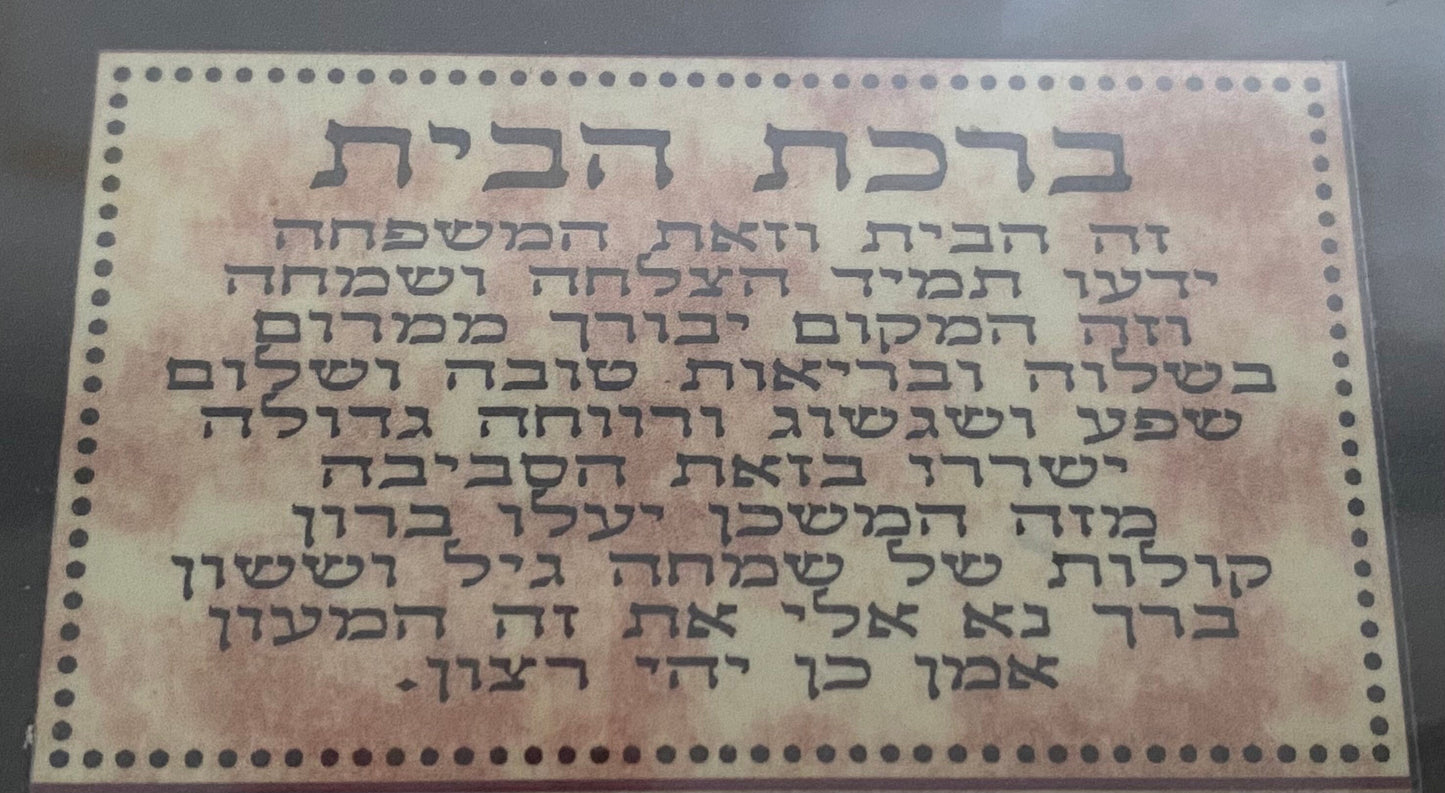 ברכת הבית
זה הבית וזאת המשפחה
ידעו תמיד הצלחה ושמחה
וזה המקום יבורך ממרום
בשלוה ובריאות טובה ושלום
שפע ושגשוג ורווחה גדולה
ישררו בזאת הסביבה
מזה המשכן יעלו ברון
קולות של שמחה גיל וששון
ברך נא אלי את זה המעון
אמן כן יהי רצון.